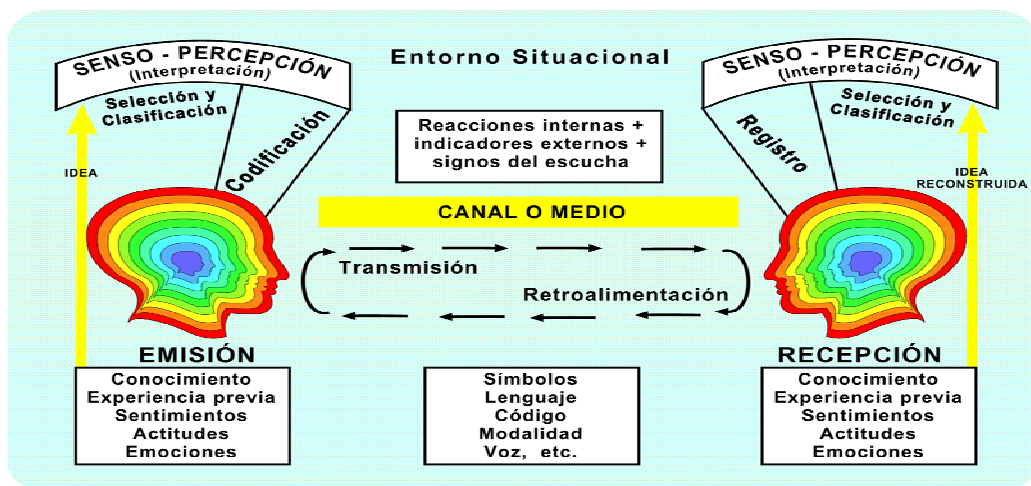 SENSO - PERCEPCIÓN
(Interpretación)
Selección y
Clasificación
Codificación
IDEA
Entorno Situacional
Reacciones internas +
indicadores externos +
signos del escucha
CANAL O MEDIO
Transmisión
Retroalimentación
SENSO - PERCEPCIÓN
(Interpretación)
Selección y
Clasificación
Registro
IDEA
RECONSTRUIDA
EMISIÓN
Conocimiento
Experiencia previa
Sentimientos
Actitudes
Emociones
Símbolos
Lenguaje
Código
Modalidad
Voz, etc.
RECEPCIÓN
Conocimiento
Experiencia previa
Sentimientos
Actitudes
Emociones